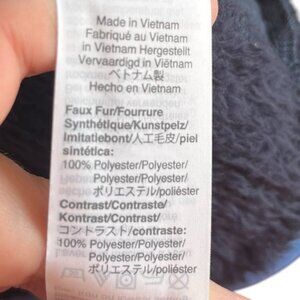 Made in Vietnam
Fabriqué au Vietnam
in Vietnam Hergestellt
Vervaardigd in Viëtnam
ベトナム製
Hecho en Vietnam
Faux Fur/Fourrure
Synthétique/Kunstpelz/
Imitatiebont/人工毛皮/piel
sintética:
100% Polyester/Polyester/
Polyester/Polyester/
ポリエステル/poliéster
Contrast/Contraste/
Kontrast/Contrast/
コントラスト/contraste:
100% Polyester/Polyester/
Polyester/Polyester/
ポリエステル/poliéster